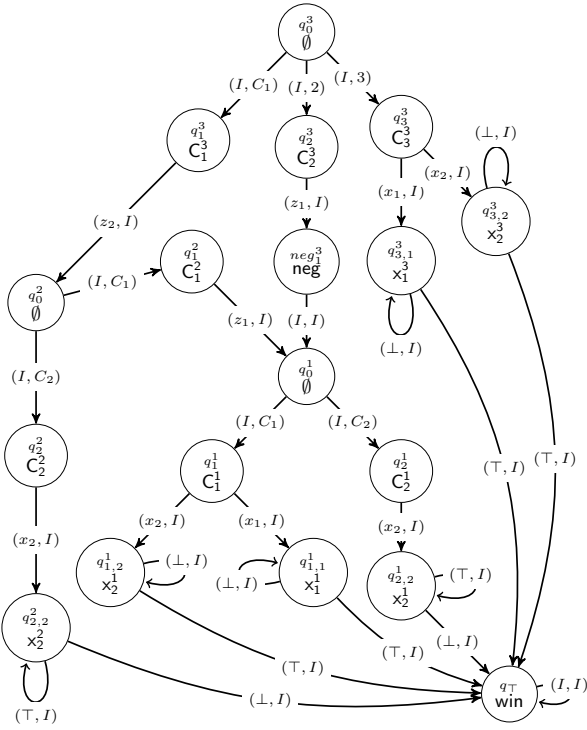 q_0^3
∅
(I, C_1) (I, 2) (I, 3)
q_1^3
C_1^3
q_2^3
C_2^3
q_3^3
C_3^3
(⊥, I)
(x_2, I)
(z_1, I)
(x_1, I)
q_{3,2}^3
x_2^3
(z_2, I)
q_1^2
C_1^2
neg_1^3
neg
q_{3,1}^3
x_1^3
(I, C_1)
q_0^2
∅
(z_1, I)
(I, I)
(⊥, I)
(I, C_2)
q_0^1
∅
(I, C_1)
(I, C_2)
q_2^2
C_2^2
q_1^1
C_1^1
q_2^1
C_2^1
(⊤, I)
(⊤, I)
(x_2, I)
(x_2, I)
(x_1, I)
(x_2, I)
q_{1,2}^1
x_2^1
(⊥, I)
(⊥, I)
q_{1,1}^1
x_1^1
q_{2,2}^1
x_2^1
(⊤, I)
q_{2,2}^2
x_2^2
(⊤, I)
(⊤, I)
(⊥, I)
(⊥, I)
q_⊤
win
(I, I)
(⊤, I)